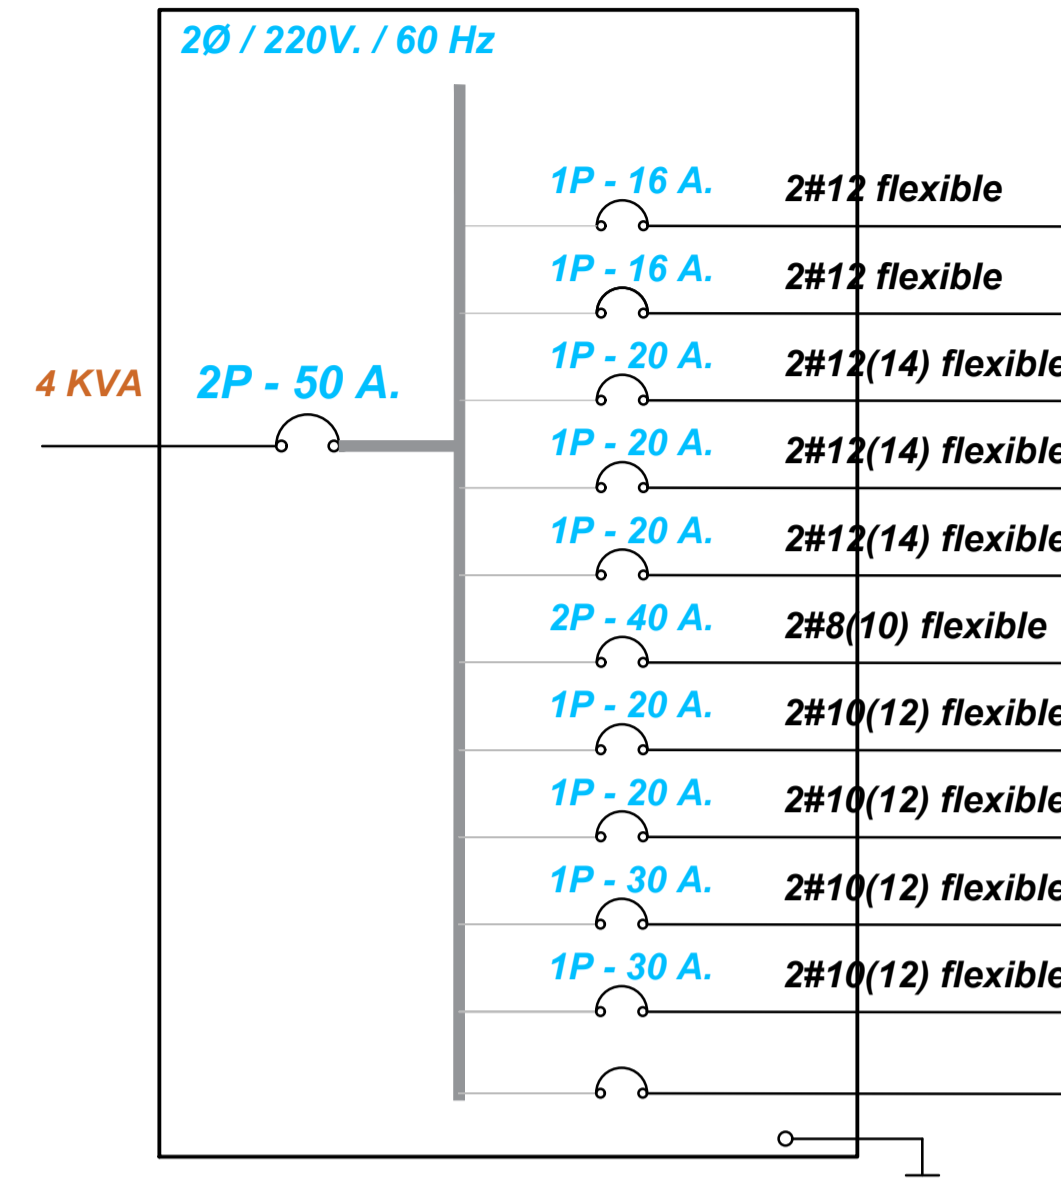 2Ø / 220V. / 60 Hz
1P - 16 A. 2#12 flexible
1P - 16 A. 2#12 flexible
1P - 20 A. 2#12(14) flexible
4 KVA 2P - 50 A.
1P - 20 A. 2#12(14) flexible
1P - 20 A. 2#12(14) flexible
2P - 40 A. 2#8(10) flexible
1P - 20 A. 2#10(12) flexible
1P - 20 A. 2#10(12) flexible
1P - 30 A. 2#10(12) flexible
1P - 30 A. 2#10(12) flexible